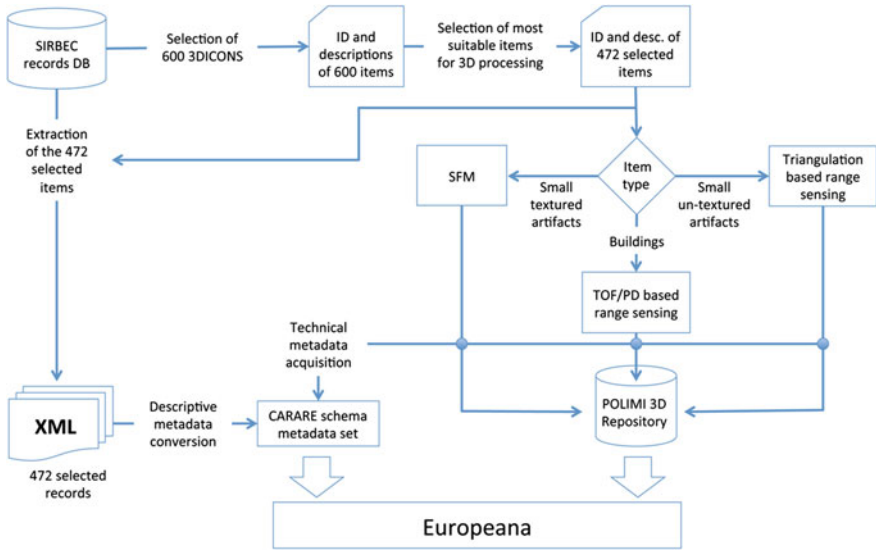 SIRBEC
records DB
Selection of
600 3DICONS
ID and
descriptions
of 600 items
Selection of most
suitable items
for 3D processing
ID and desc. of
472 selected
items
Extraction
of the 472
selected
items
SFM
Item
type
Triangulation
based range
sensing
Small
textured
artifacts
Small
un-textured
artifacts
Buildings
TOF/PD based
range sensing
Technical
metadata
acquisition
XML
Descriptive
metadata
conversion
CARARE schema
metadata set
POLIMI 3D
Repository
472 selected
records
Europeana